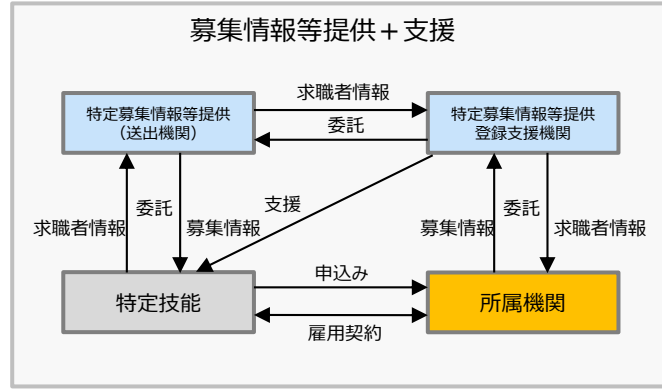 募集情報等提供＋支援
特定募集情報等提供
（送出機関）
求職者情報
委託
特定募集情報等提供
登録支援機関
求職者情報
委託
募集情報
支援
募集情報
委託
求職者情報
特定技能
申込み
雇用契約
所属機関